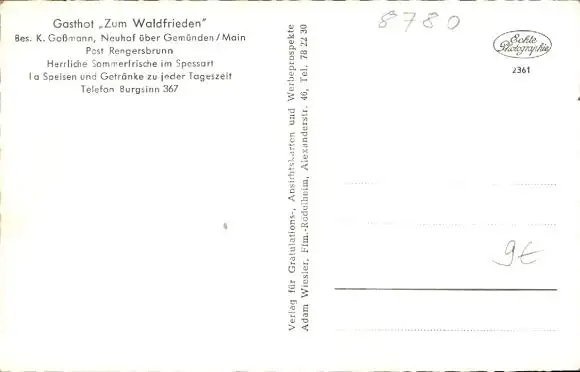 Gasthof „Zum Waldfrieden"
Bes. K. Goßmann, Neuhof über Gemünden/Main
Post Rengersbrunn
Herrliche Sommerfrische im Spessart
Ia Speisen und Getränke zu jeder Tageszeit
Telefon Burgsinn 367
Verlag für Gratulations-, Ansichtskarten und Werbeprospekte
Adam Wiesler, Ffm.-Rödelheim, Alexanderstr. 46, Tel. 78 22 30
8780
Echte
Photographie
2361
9€